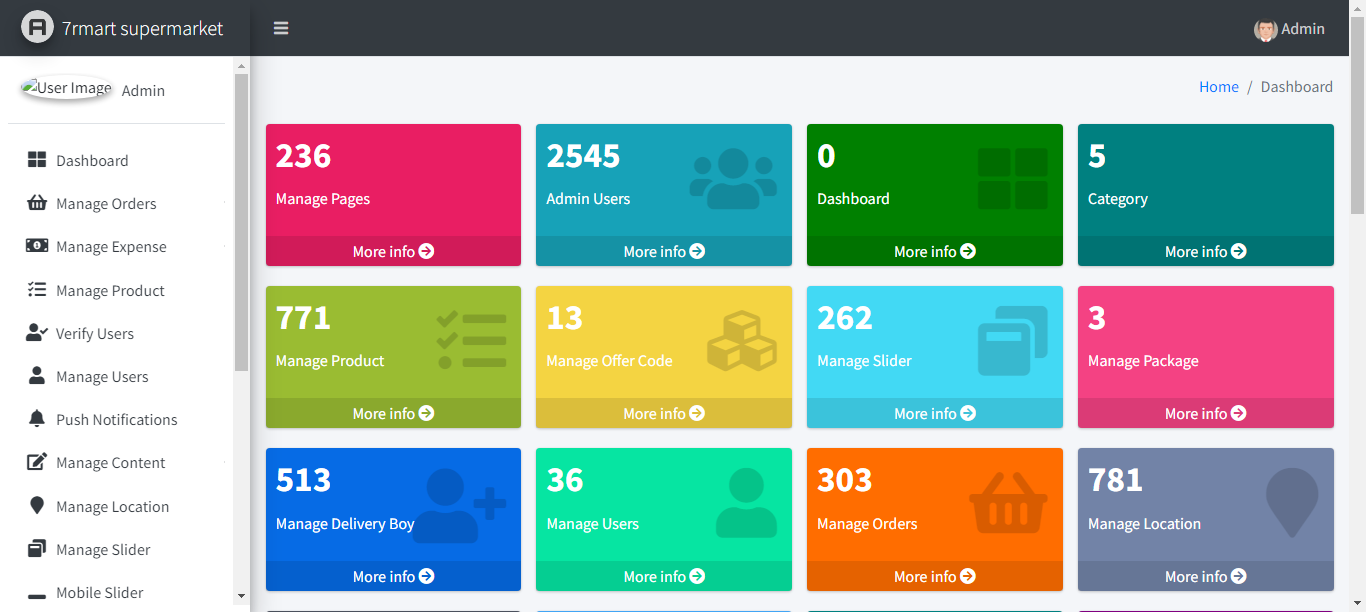 7rmart supermarket
Admin
User Image
Admin
Home / Dashboard
Dashboard
Manage Orders
Manage Expense
Manage Product
Verify Users
Manage Users
Push Notifications
Manage Content
Manage Location
Manage Slider
Mobile Slider
236
Manage Pages
More info
2545
Admin Users
More info
0
Dashboard
More info
5
Category
More info
771
Manage Product
More info
13
Manage Offer Code
More info
262
Manage Slider
More info
3
Manage Package
More info
513
Manage Delivery Boy
More info
36
Manage Users
More info
303
Manage Orders
More info
781
Manage Location
More info